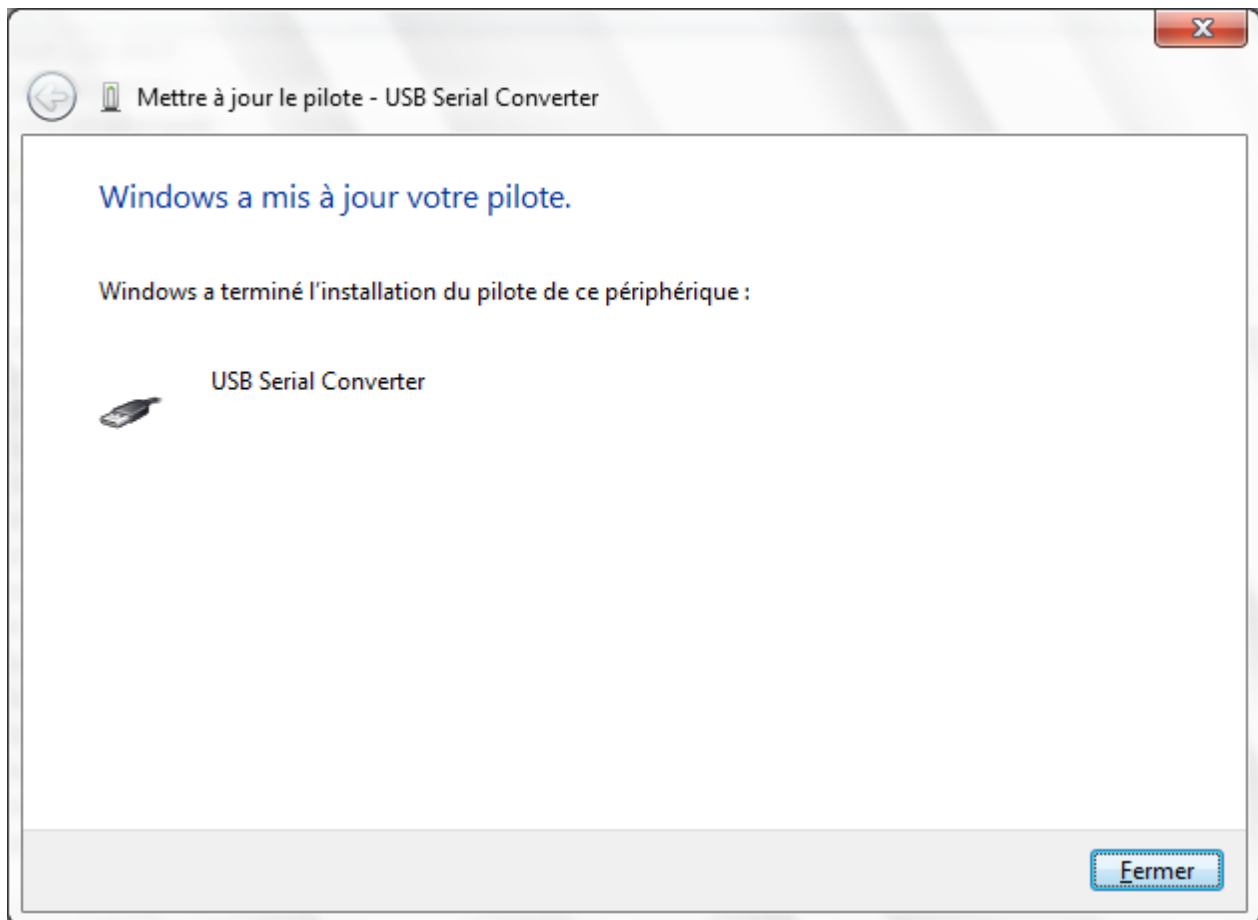 Mettre à jour le pilote - USB Serial Converter
Windows a mis à jour votre pilote.
Windows a terminé l'installation du pilote de ce périphérique :
USB Serial Converter
Fermer